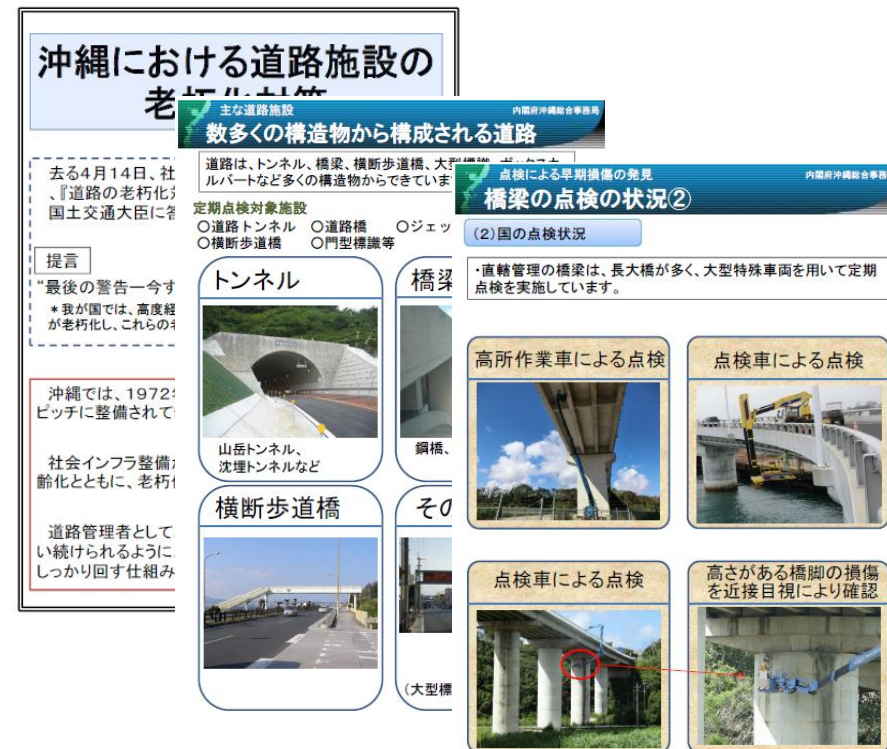 沖縄における道路施設の
老朽化対策
去る4月14日、社
、『道路の老朽化対
国土交通大臣に答
提言
“最後の警告－今す
＊我が国では、高度経
が老朽化し、これらの老
沖縄では、1972年
ピッチに整備されて
社会インフラ整備が
齢化とともに、老朽化
道路管理者として
い続けられるように
しっかり回す仕組み
主な道路施設
内閣府沖縄総合事務局
数多くの構造物から構成される道路
道路は、トンネル、橋梁、横断歩道橋、大型標識、ボックスカ
ルバートなど多くの構造物からできていま
定期点検対象施設
○道路トンネル ○道路橋 ○ジェッ
○横断歩道橋 ○門型標識等
トンネル
橋梁
山岳トンネル、
沈埋トンネルなど
鋼橋、
横断歩道橋
その
(大型標
点検による早期損傷の発見
内閣府沖縄総合事務
橋梁の点検の状況②
(2)国の点検状況
・直轄管理の橋梁は、長大橋が多く、大型特殊車両を用いて定期
点検を実施しています。
高所作業車による点検
点検車による点検
点検車による点検
高さがある橋脚の損傷
を近接目視により確認